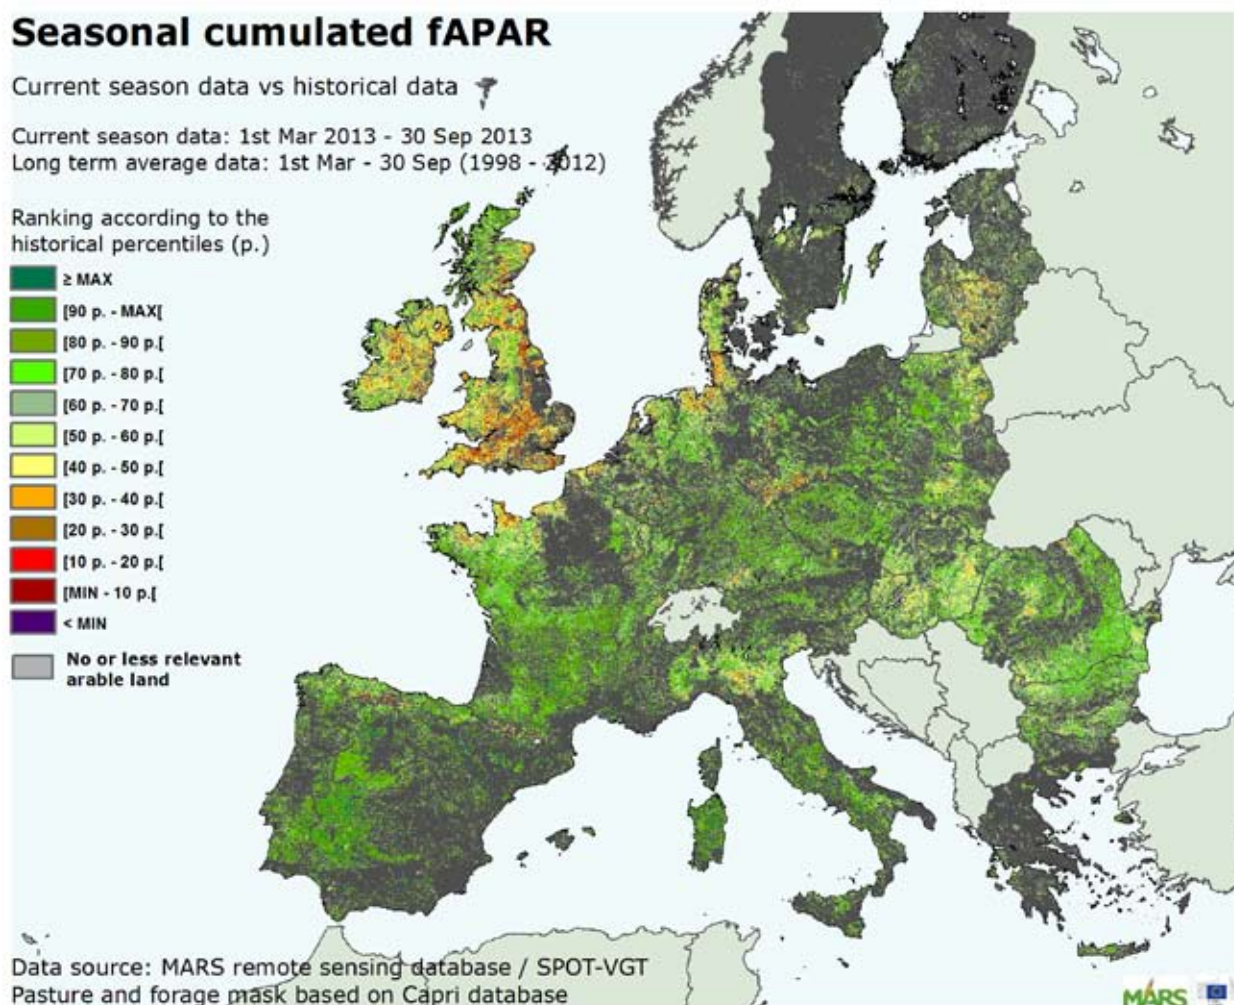 Seasonal cumulated fAPAR
Current season data vs historical data
Current season data: 1st Mar 2013 - 30 Sep 2013
Long term average data: 1st Mar - 30 Sep (1998 - 2012)
Ranking according to the
historical percentiles (p.)
≥ MAX
[90 p. - MAX[
[80 p. - 90 p.[
[70 p. - 80 p.[
[60 p. - 70 p.[
[50 p. - 60 p.[
[40 p. - 50 p.[
[30 p. - 40 p.[
[20 p. - 30 p.[
[10 p. - 20 p.[
[MIN - 10 p.[
< MIN
No or less relevant
arable land
Data source: MARS remote sensing database / SPOT-VGT
Pasture and forage mask based on Capri database
MARS